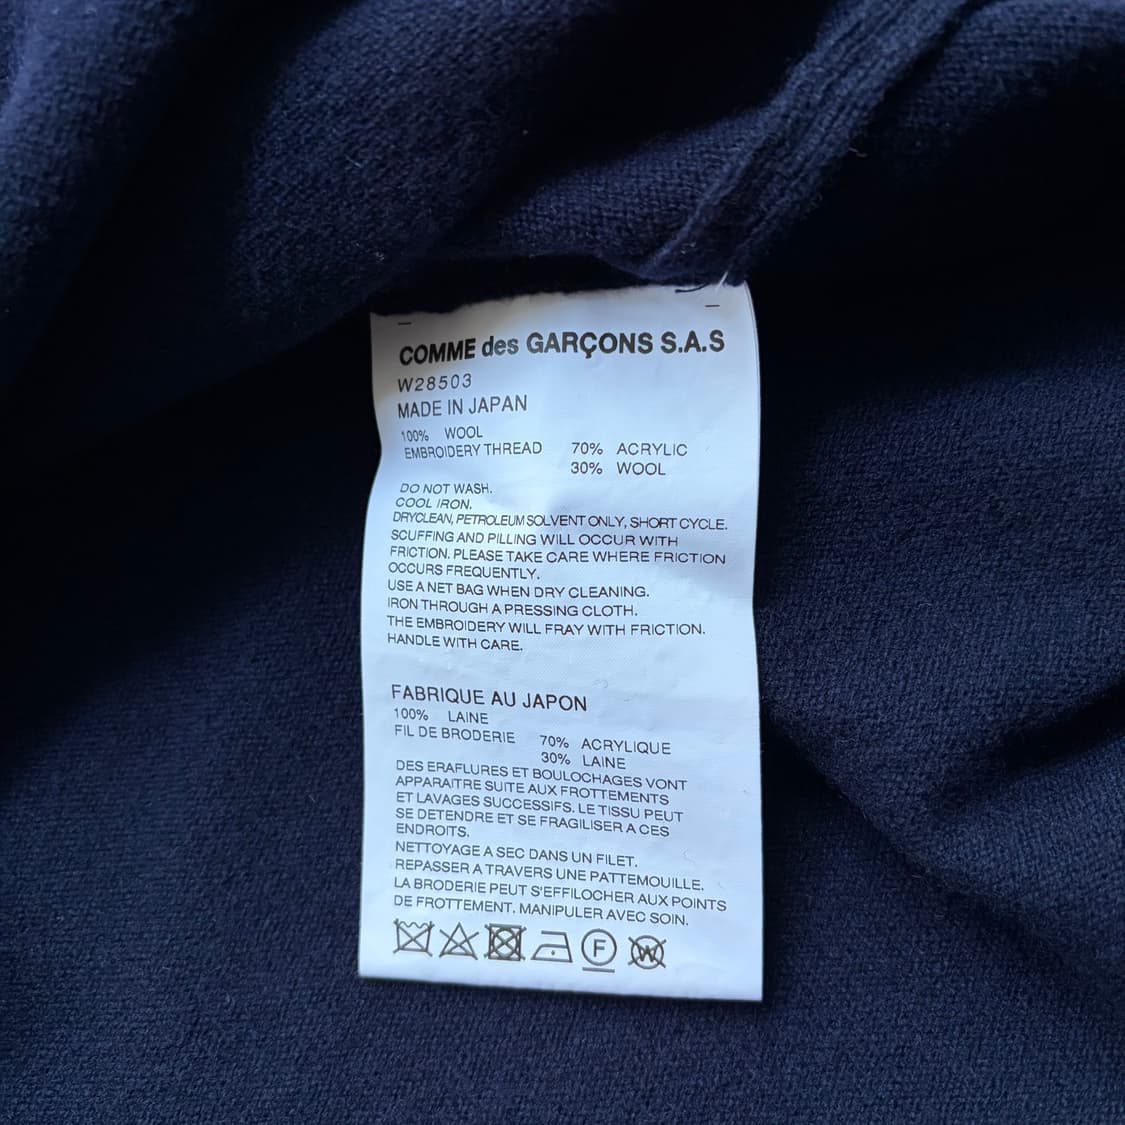 COMME des GARÇONS S.A.S
W28503
MADE IN JAPAN
100% WOOL
EMBROIDERY THREAD 70% ACRYLIC
30% WOOL
DO NOT WASH.
COOL IRON.
DRYCLEAN, PETROLEUM SOLVENT ONLY, SHORT CYCLE.
SCUFFING AND PILLING WILL OCCUR WITH
FRICTION. PLEASE TAKE CARE WHERE FRICTION
OCCURS FREQUENTLY.
USE A NET BAG WHEN DRY CLEANING.
IRON THROUGH A PRESSING CLOTH.
THE EMBROIDERY WILL FRAY WITH FRICTION.
HANDLE WITH CARE.
FABRIQUE AU JAPON
100% LAINE
FIL DE BRODERIE 70% ACRYLIQUE
30% LAINE
DES ERAFLURES ET BOULOCHAGES VONT
APPARAITRE SUITE AUX FROTTEMENTS
ET LAVAGES SUCCESSIFS. LE TISSU PEUT
SE DETENDRE ET SE FRAGILISER A CES
ENDROITS.
NETTOYAGE A SEC DANS UN FILET.
REPASSER A TRAVERS UNE PATTEMOUILLE.
LA BRODERIE PEUT S'EFFILOCHER AUX POINTS
DE FROTTEMENT. MANIPULER AVEC SOIN.
F W